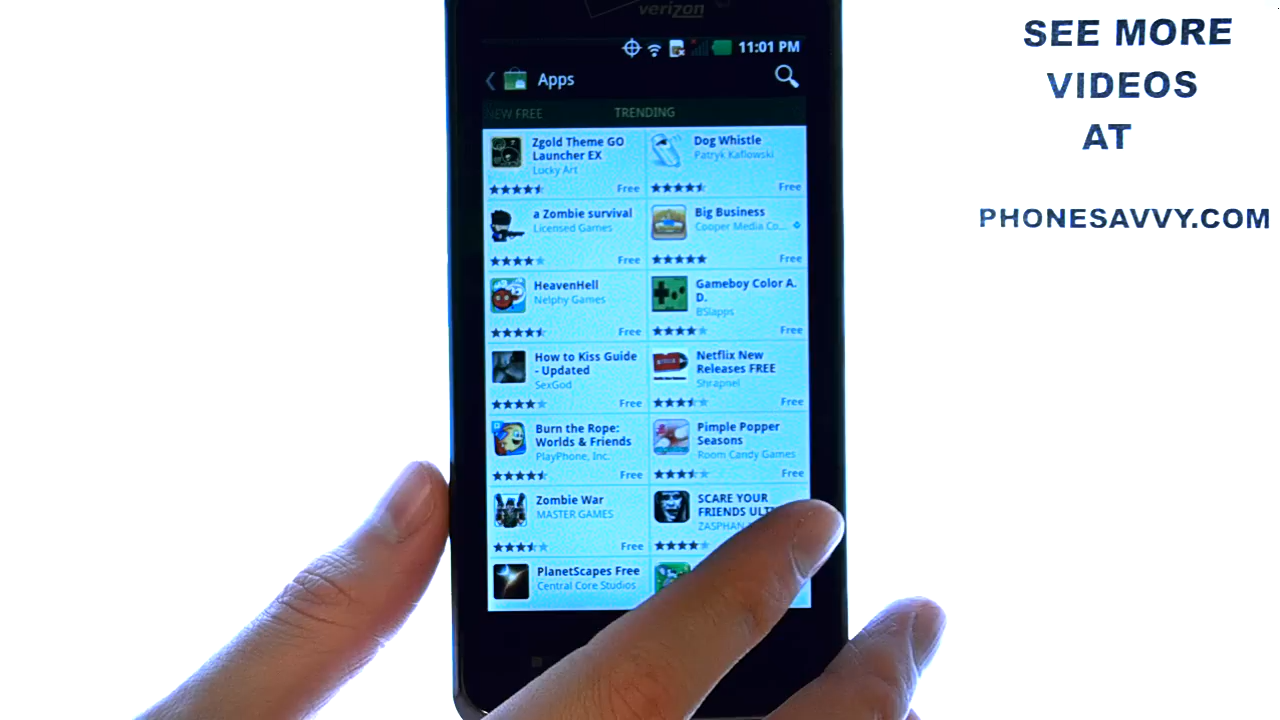 verizon
11:01 PM
Apps
NEW FREE
TRENDING
Zgold Theme GO
Launcher EX
Lucky Art
Free
Dog Whistle
Patryk Kaflowski
Free
a Zombie survival
Licensed Games
Free
Big Business
Cooper Media Co...
Free
HeavenHell
Nelphy Games
Free
Gameboy Color A.
D.
BSlapps
Free
How to Kiss Guide
- Updated
SexGod
Free
Netflix New
Releases FREE
Shrapnel
Free
Burn the Rope:
Worlds & Friends
PlayPhone, Inc.
Free
Pimple Popper
Seasons
Room Candy Games
Free
Zombie War
MASTER GAMES
Free
SCARE YOUR
FRIENDS
ZASPHAN
PlanetScapes Free
Central Core Studios
SEE MORE
VIDEOS
AT
PHONESAVVY.COM